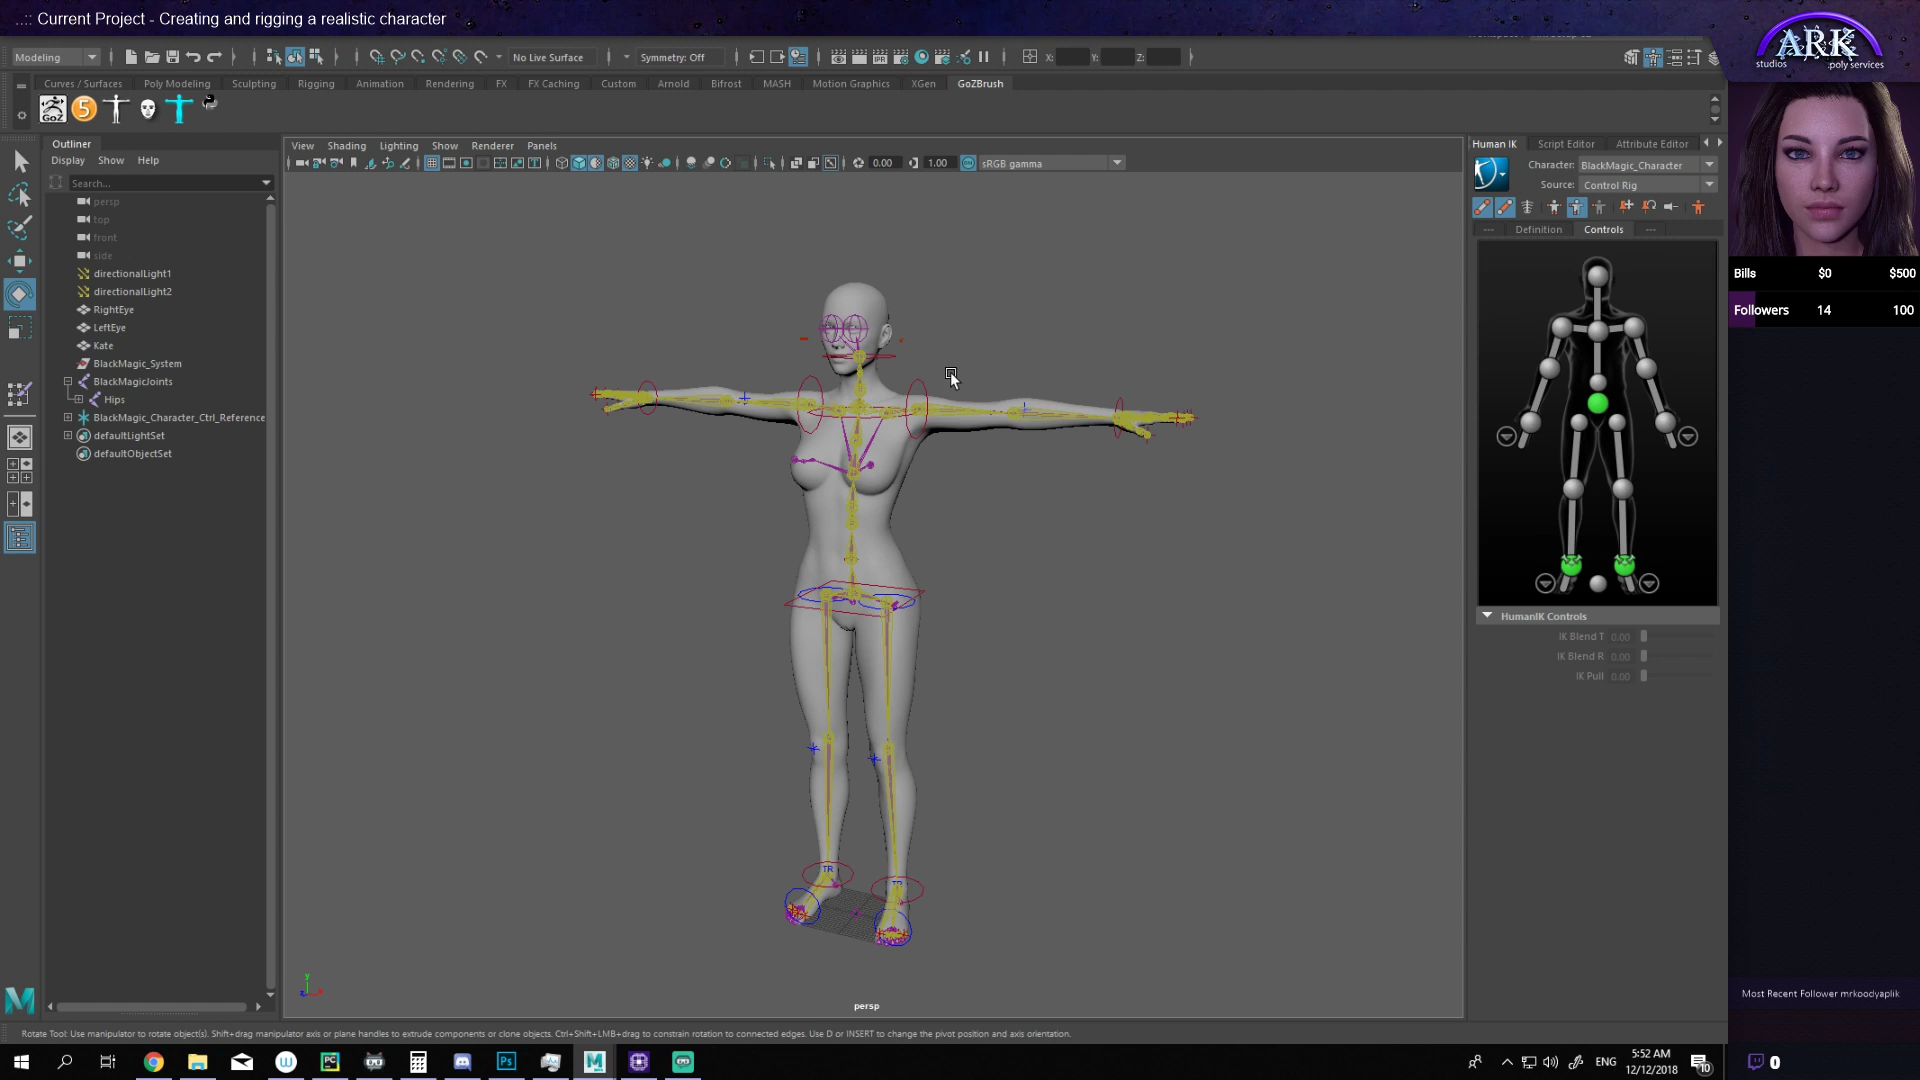 ..:: Current Project - Creating and rigging a realistic character
ARK
studios :poly services
Modeling
No Live Surface
Symmetry: Off
X:
Y:
Z:
Curves / Surfaces
Poly Modeling
Sculpting
Rigging
Animation
Rendering
FX
FX Caching
Custom
Arnold
Bifrost
MASH
Motion Graphics
XGen
GoZBrush
GoZ
5
Outliner
Display Show Help
Search...
persp
top
front
side
directionalLight1
directionalLight2
RightEye
LeftEye
Kate
BlackMagic_System
BlackMagicJoints
Hips
BlackMagic_Character_Ctrl_Reference
defaultLightSet
defaultObjectSet
View Shading Lighting Show Renderer Panels
0.00
1.00
sRGB gamma
TR
y
persp
Human IK
Script Editor
Attribute Editor
Character: BlackMagic_Character
Source: Control Rig
---
Definition
Controls
---
HumanIK Controls
IK Blend T 0.00
IK Blend R 0.00
IK Pull 0.00
Bills $0 $500
Followers 14 100
Most Recent Follower mrkoodyaplik
Rotate Tool: Use manipulator to rotate object(s). Shift+drag manipulator axis or plane handles to extrude components or clone objects. Ctrl+Shift+LMB+drag to constrain rotation to connected edges. Use D or INSERT to change the pivot position and axis orientation.
PC
Ps
M
ENG
5:52 AM
12/12/2018
10
0